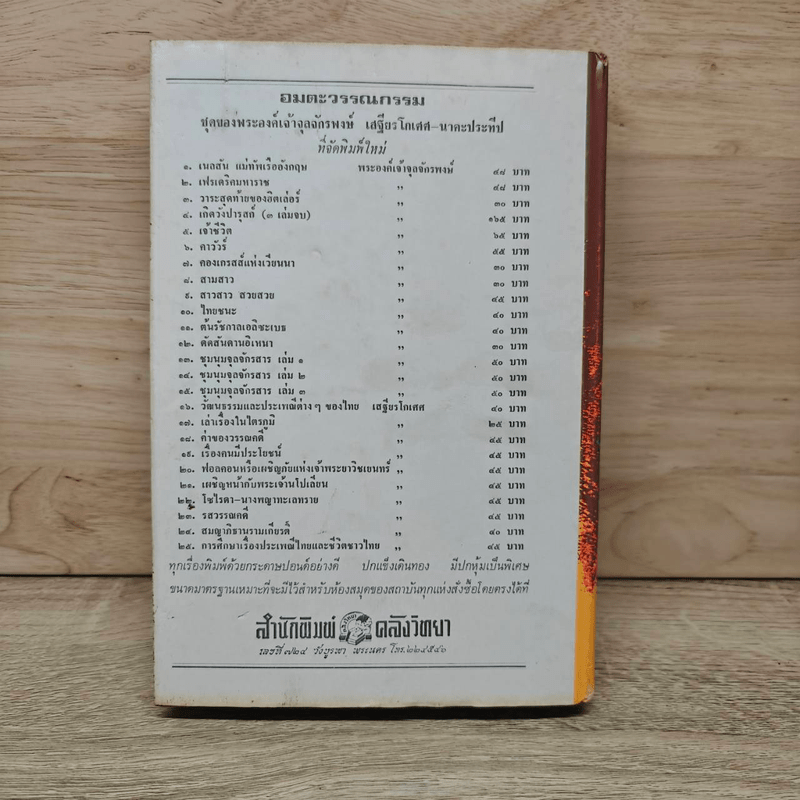 อมตะวรรณกรรม
ชุดของพระองค์เจ้าจุลจักรพงษ์ เสฐียรโกเศศ-นาคะประทีป
ที่จัดพิมพ์ใหม่
๑. เนลสัน แม่ทัพเรืออังกฤษ พระองค์เจ้าจุลจักรพงษ์ ๔๘ บาท
๒. เฟรเดริคมหาราช ,, ๔๘ บาท
๓. วาระสุดท้ายของฮิตเล่อร์ ,, ๓๐ บาท
๔. เกิดวังปารุสก์ (๓ เล่มจบ) ,, ๑๖๕ บาท
๕. เจ้าชีวิต ,, ๖๕ บาท
๖. คาวัวร์ ,, ๕๕ บาท
๗. คองเกรสส์แห่งเวียนนา ,, ๓๐ บาท
๘. สามสาว ,, ๓๐ บาท
๙. สาวสาว สวยสวย ,, ๔๕ บาท
๑๐. ไทยชนะ ,, ๔๐ บาท
๑๑. ต้นรัชกาลเอลิซะเบธ ,, ๔๐ บาท
๑๒. ดัดสันดานอิเหนา ,, ๓๐ บาท
๑๓. ชุมนุมจุลจักรสาร เล่ม ๑ ,, ๕๐ บาท
๑๔. ชุมนุมจุลจักรสาร เล่ม ๒ ,, ๕๐ บาท
๑๕. ชุมนุมจุลจักรสาร เล่ม ๓ ,, ๕๐ บาท
๑๖. วัฒนธรรมและประเพณีต่าง ๆ ของไทย เสฐียรโกเศศ ๔๐ บาท
๑๗. เล่าเรื่องในไตรภูมิ ,, ๒๕ บาท
๑๘. ค่าของวรรณคดี ,, ๔๕ บาท
๑๙. เรื่องคนมีประโยชน์ ,, ๔๕ บาท
๒๐. ฟอลคอนหรือเผชิญภัยแห่งเจ้าพระยาวิชเยนทร์ ,, ๔๕ บาท
๒๑. เผชิญหน้ากับพระเจ้านโปเลียน ,, ๔๕ บาท
๒๒. โซไรดา-นางพญาทะเลทราย ,, ๔๕ บาท
๒๓. รสวรรณคดี ,, ๔๕ บาท
๒๔. สมญาภิธานรามเกียรติ์ ,, ๔๐ บาท
๒๕. การศึกษาเรื่องประเพณีไทยและชีวิตชาวไทย ,, ๔๕ บาท
ทุกเรื่องพิมพ์ด้วยกระดาษปอนด์อย่างดี ปกแข็งเดินทอง มีปกหุ้มเป็นพิเศษ
ขนาดมาตรฐานเหมาะที่จะมีไว้สำหรับห้องสมุดของสถาบันทุกแห่งสั่งซื้อโดยตรงได้ที่
สำนักพิมพ์ คลังวิทยา
เลขที่ ๗๒๔ วังบูรพา พระนคร โทร. ๒๒๔๕๔๖